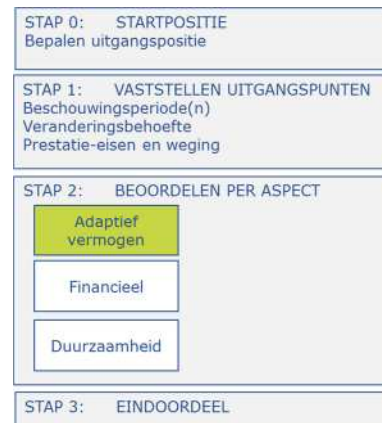 STAP 0: STARTPOSITIE
Bepalen uitgangspositie
STAP 1: VASTSTELLEN UITGANGSPUNTEN
Beschouwingsperiode(n)
Veranderingsbehoefte
Prestatie-eisen en weging
STAP 2: BEOORDELEN PER ASPECT
Adaptief
vermogen
Financieel
Duurzaamheid
STAP 3: EINDOORDEEL